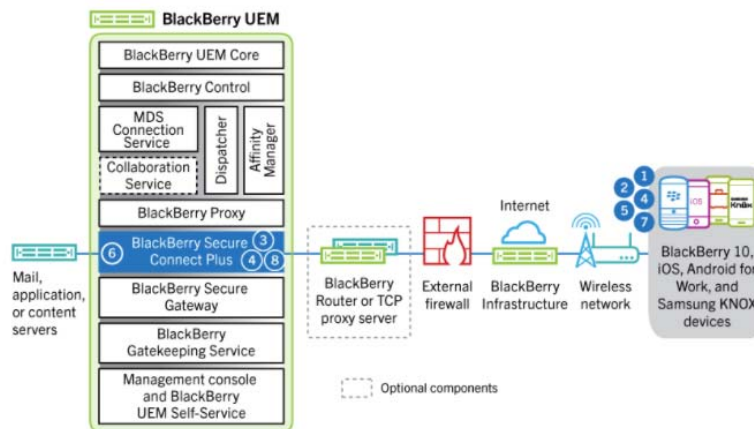 BlackBerry UEM
BlackBerry UEM Core
BlackBerry Control
MDS
Connection
Service
Collaboration
Service
Dispatcher
Affinity
Manager
BlackBerry Proxy
6
BlackBerry Secure
Connect Plus
3
4
8
BlackBerry Secure
Gateway
BlackBerry
Gatekeeping Service
Management console
and BlackBerry
UEM Self-Service
Mail,
application,
or content
servers
BlackBerry
Router or TCP
proxy server
External
firewall
Internet
BlackBerry
Infrastructure
Wireless
network
1
2
4
5
7
iOS
SAMSUNG
Knox
BlackBerry 10,
iOS, Android for
Work, and
Samsung KNOX
devices
Optional components